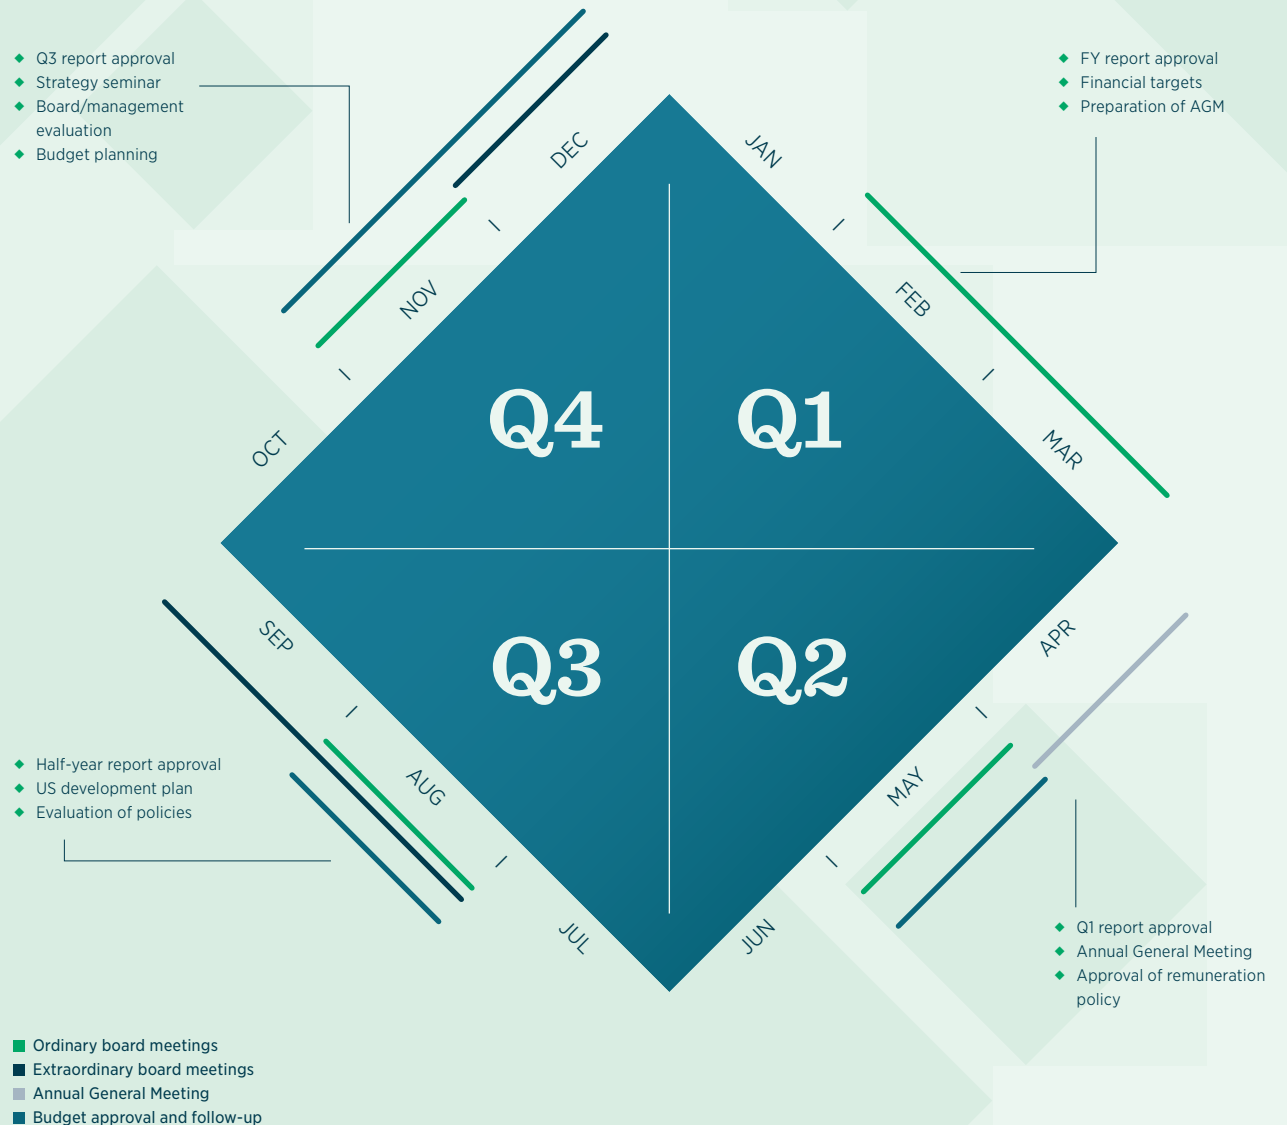 Q3 report approval
Strategy seminar
Board/management
evaluation
Budget planning
FY report approval
Financial targets
Preparation of AGM
DEC
JAN
NOV
FEB
OCT
MAR
Q4
Q1
Q3
Q2
SEP
APR
AUG
MAY
JUL
JUN
Half-year report approval
US development plan
Evaluation of policies
Q1 report approval
Annual General Meeting
Approval of remuneration
policy
Ordinary board meetings
Extraordinary board meetings
Annual General Meeting
Budget approval and follow-up